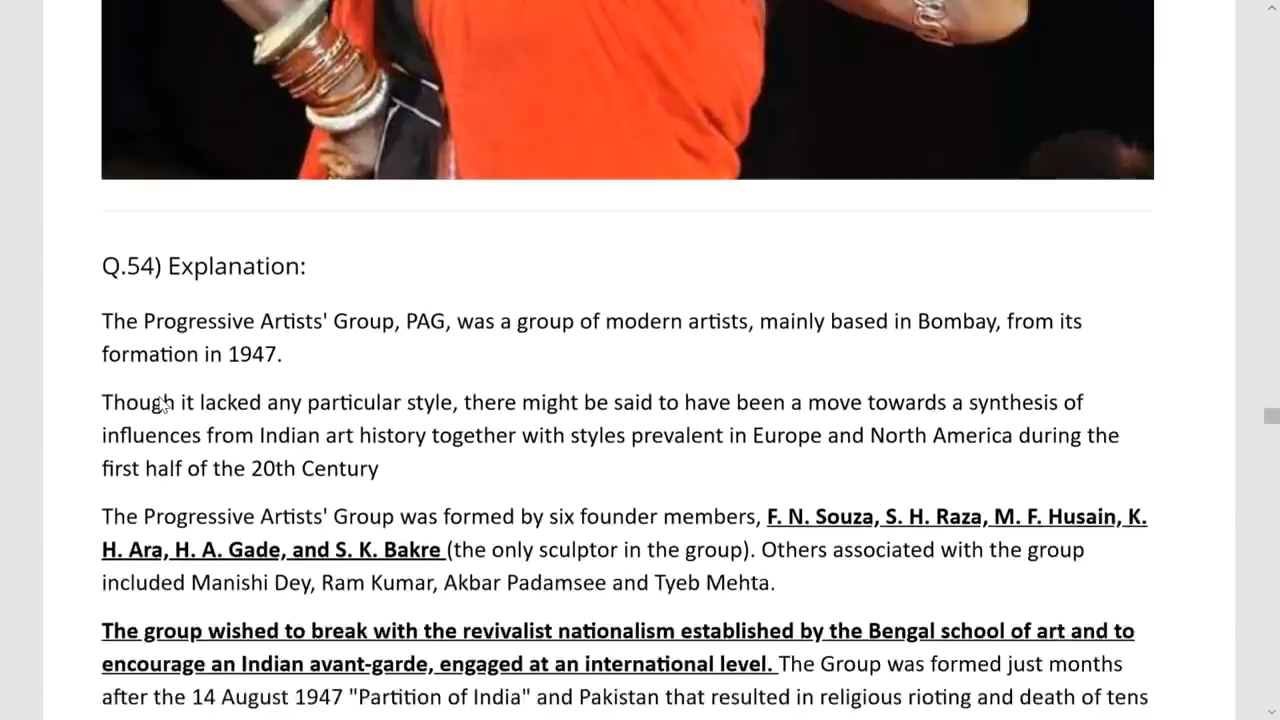 Q.54) Explanation:
The Progressive Artists' Group, PAG, was a group of modern artists, mainly based in Bombay, from its
formation in 1947.
Though it lacked any particular style, there might be said to have been a move towards a synthesis of
influences from Indian art history together with styles prevalent in Europe and North America during the
first half of the 20th Century
The Progressive Artists' Group was formed by six founder members, F. N. Souza, S. H. Raza, M. F. Husain, K.
H. Ara, H. A. Gade, and S. K. Bakre (the only sculptor in the group). Others associated with the group
included Manishi Dey, Ram Kumar, Akbar Padamsee and Tyeb Mehta.
The group wished to break with the revivalist nationalism established by the Bengal school of art and to
encourage an Indian avant-garde, engaged at an international level. The Group was formed just months
after the 14 August 1947 "Partition of India" and Pakistan that resulted in religious rioting and death of tens